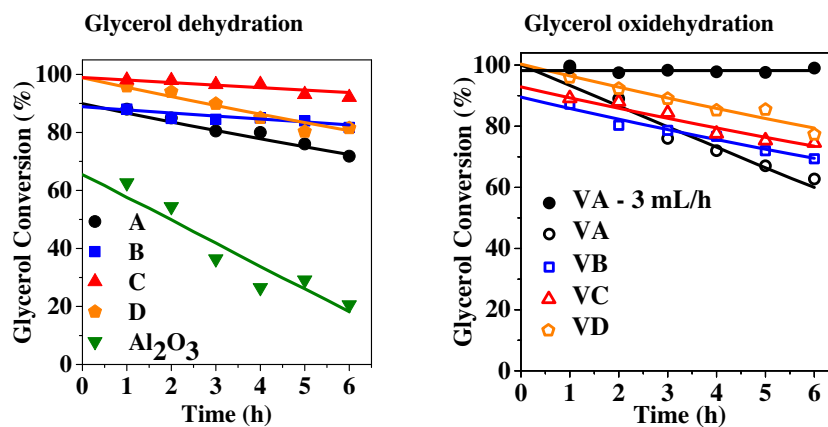 Glycerol dehydration
Glycerol Conversion (%)
100
80
60
40
20
0
A
B
C
D
Al2O3
0 1 2 3 4 5 6
Time (h)
Glycerol oxidehydration
Glycerol Conversion (%)
100
80
60
40
20
0
VA - 3 mL/h
VA
VB
VC
VD
0 1 2 3 4 5 6
Time (h)